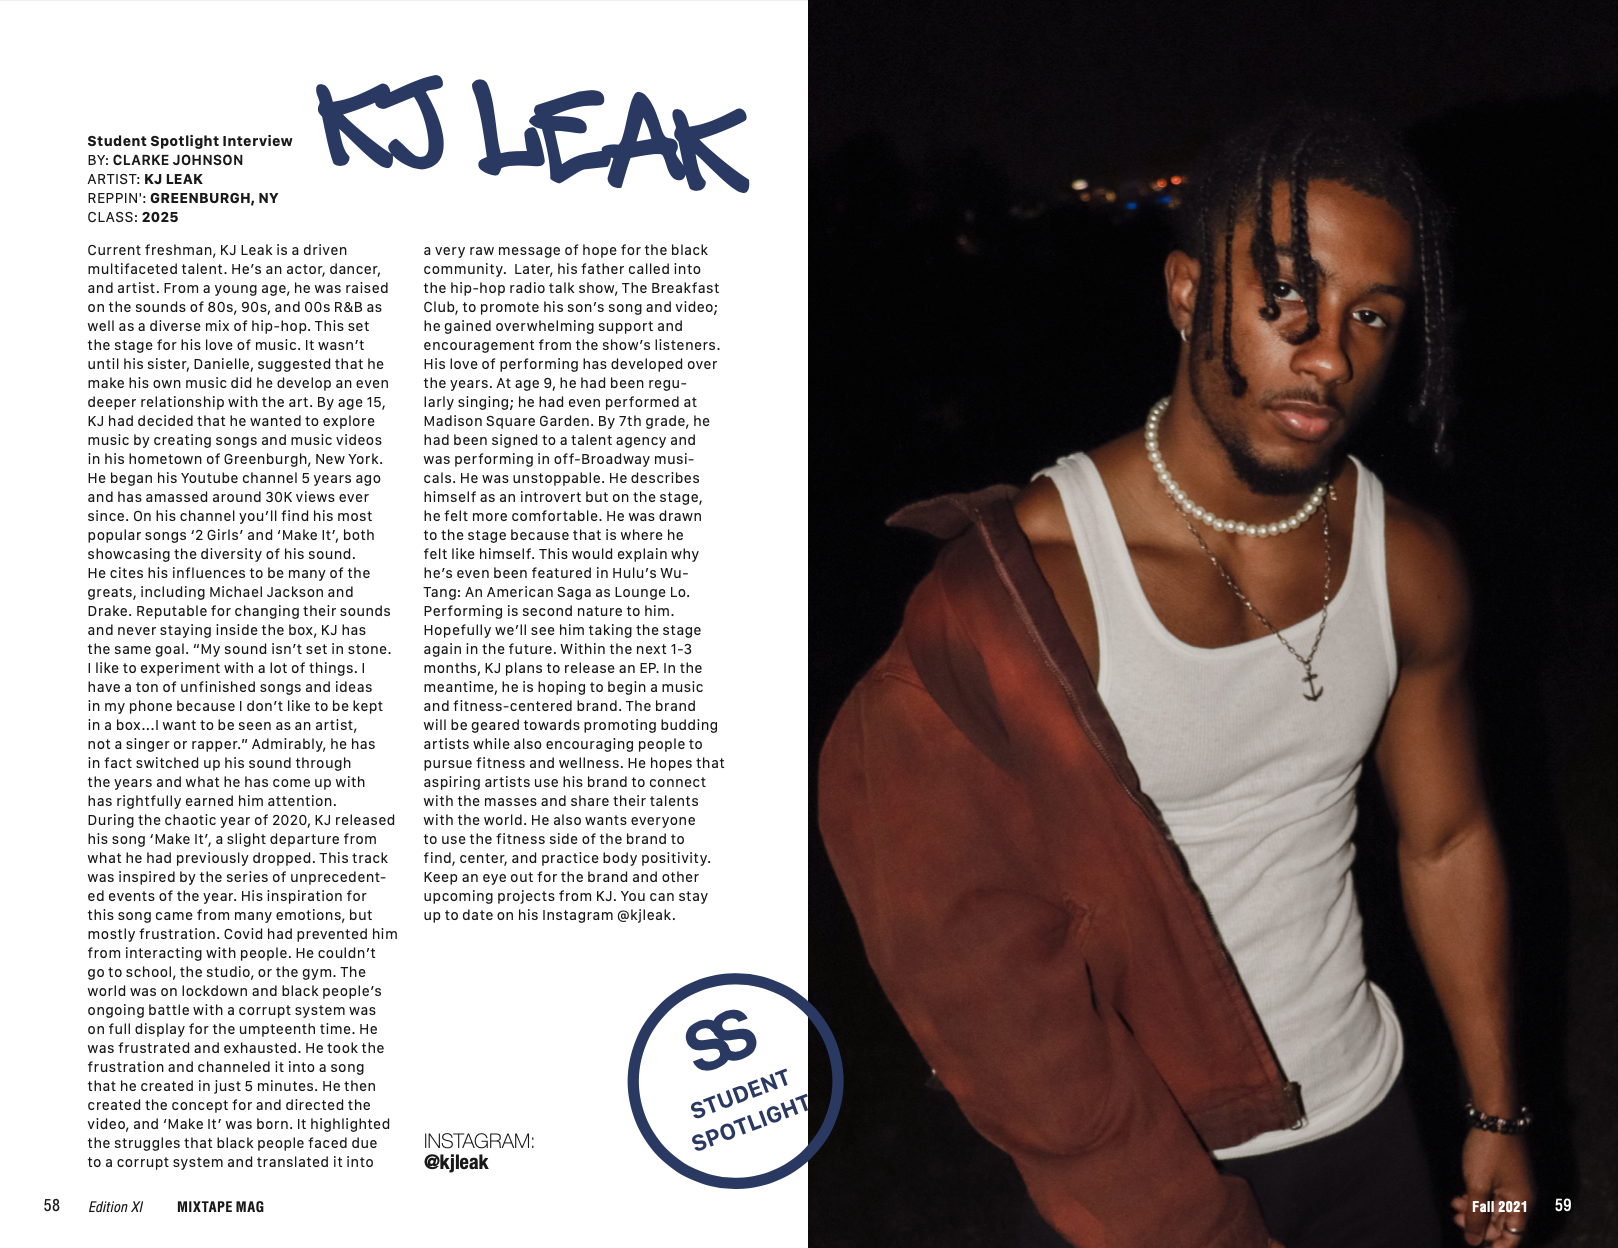 KJ LEAK
Student Spotlight Interview
BY: CLARKE JOHNSON
ARTIST: KJ LEAK
REPPIN': GREENBURGH, NY
CLASS: 2025
Current freshman, KJ Leak is a driven
multifaceted talent. He’s an actor, dancer,
and artist. From a young age, he was raised
on the sounds of 80s, 90s, and 00s R&B as
well as a diverse mix of hip-hop. This set
the stage for his love of music. It wasn’t
until his sister, Danielle, suggested that he
make his own music did he develop an even
deeper relationship with the art. By age 15,
KJ had decided that he wanted to explore
music by creating songs and music videos
in his hometown of Greenburgh, New York.
He began his Youtube channel 5 years ago
and has amassed around 30K views ever
since. On his channel you’ll find his most
popular songs ‘2 Girls’ and ‘Make It’, both
showcasing the diversity of his sound.
He cites his influences to be many of the
greats, including Michael Jackson and
Drake. Reputable for changing their sounds
and never staying inside the box, KJ has
the same goal. “My sound isn’t set in stone.
I like to experiment with a lot of things. I
have a ton of unfinished songs and ideas
in my phone because I don’t like to be kept
in a box...I want to be seen as an artist,
not a singer or rapper.” Admirably, he has
in fact switched up his sound through
the years and what he has come up with
has rightfully earned him attention.
During the chaotic year of 2020, KJ released
his song ‘Make It’, a slight departure from
what he had previously dropped. This track
was inspired by the series of unprecedent-
ed events of the year. His inspiration for
this song came from many emotions, but
mostly frustration. Covid had prevented him
from interacting with people. He couldn’t
go to school, the studio, or the gym. The
world was on lockdown and black people’s
ongoing battle with a corrupt system was
on full display for the umpteenth time. He
was frustrated and exhausted. He took the
frustration and channeled it into a song
that he created in just 5 minutes. He then
created the concept for and directed the
video, and ‘Make It’ was born. It highlighted
the struggles that black people faced due
to a corrupt system and translated it into
a very raw message of hope for the black
community.  Later, his father called into
the hip-hop radio talk show, The Breakfast
Club, to promote his son’s song and video;
he gained overwhelming support and
encouragement from the show’s listeners.
His love of performing has developed over
the years. At age 9, he had been regu-
larly singing; he had even performed at
Madison Square Garden. By 7th grade, he
had been signed to a talent agency and
was performing in off-Broadway musi-
cals. He was unstoppable. He describes
himself as an introvert but on the stage,
he felt more comfortable. He was drawn
to the stage because that is where he
felt like himself. This would explain why
he’s even been featured in Hulu’s Wu-
Tang: An American Saga as Lounge Lo.
Performing is second nature to him.
Hopefully we’ll see him taking the stage
again in the future. Within the next 1-3
months, KJ plans to release an EP. In the
meantime, he is hoping to begin a music
and fitness-centered brand. The brand
will be geared towards promoting budding
artists while also encouraging people to
pursue fitness and wellness. He hopes that
aspiring artists use his brand to connect
with the masses and share their talents
with the world. He also wants everyone
to use the fitness side of the brand to
find, center, and practice body positivity.
Keep an eye out for the brand and other
upcoming projects from KJ. You can stay
up to date on his Instagram @kjleak.
SS
STUDENT
SPOTLIGHT
INSTAGRAM:
@kjleak
58 Edition XI MIXTAPE MAG
Fall 2021 59